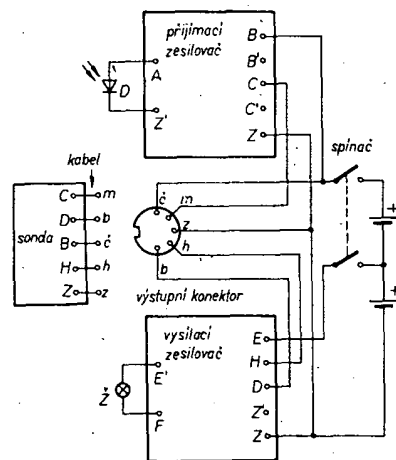 přijímací
zesilovač
B
B'
C
C'
Z
A
Z'
D
spínač
kabel
sonda
C m
D b
B č
H h
Z z
č
m
z
h
b
výstupní konektor
vysílací
zesilovač
E
H
D
Z'
Z
E'
F
Ž
+
+